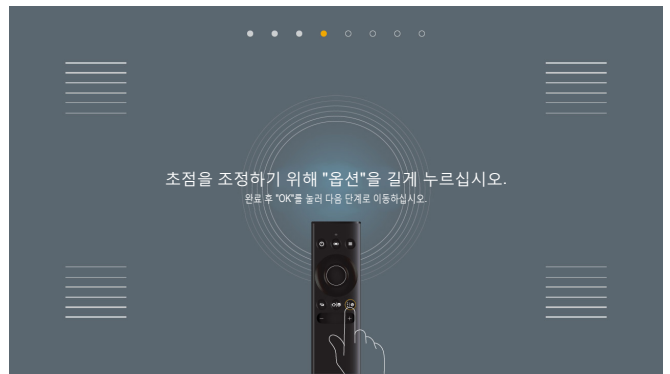 초점을 조정하기 위해 "옵션"을 길게 누르십시오.
완료 후 "OK"를 눌러 다음 단계로 이동하십시오.